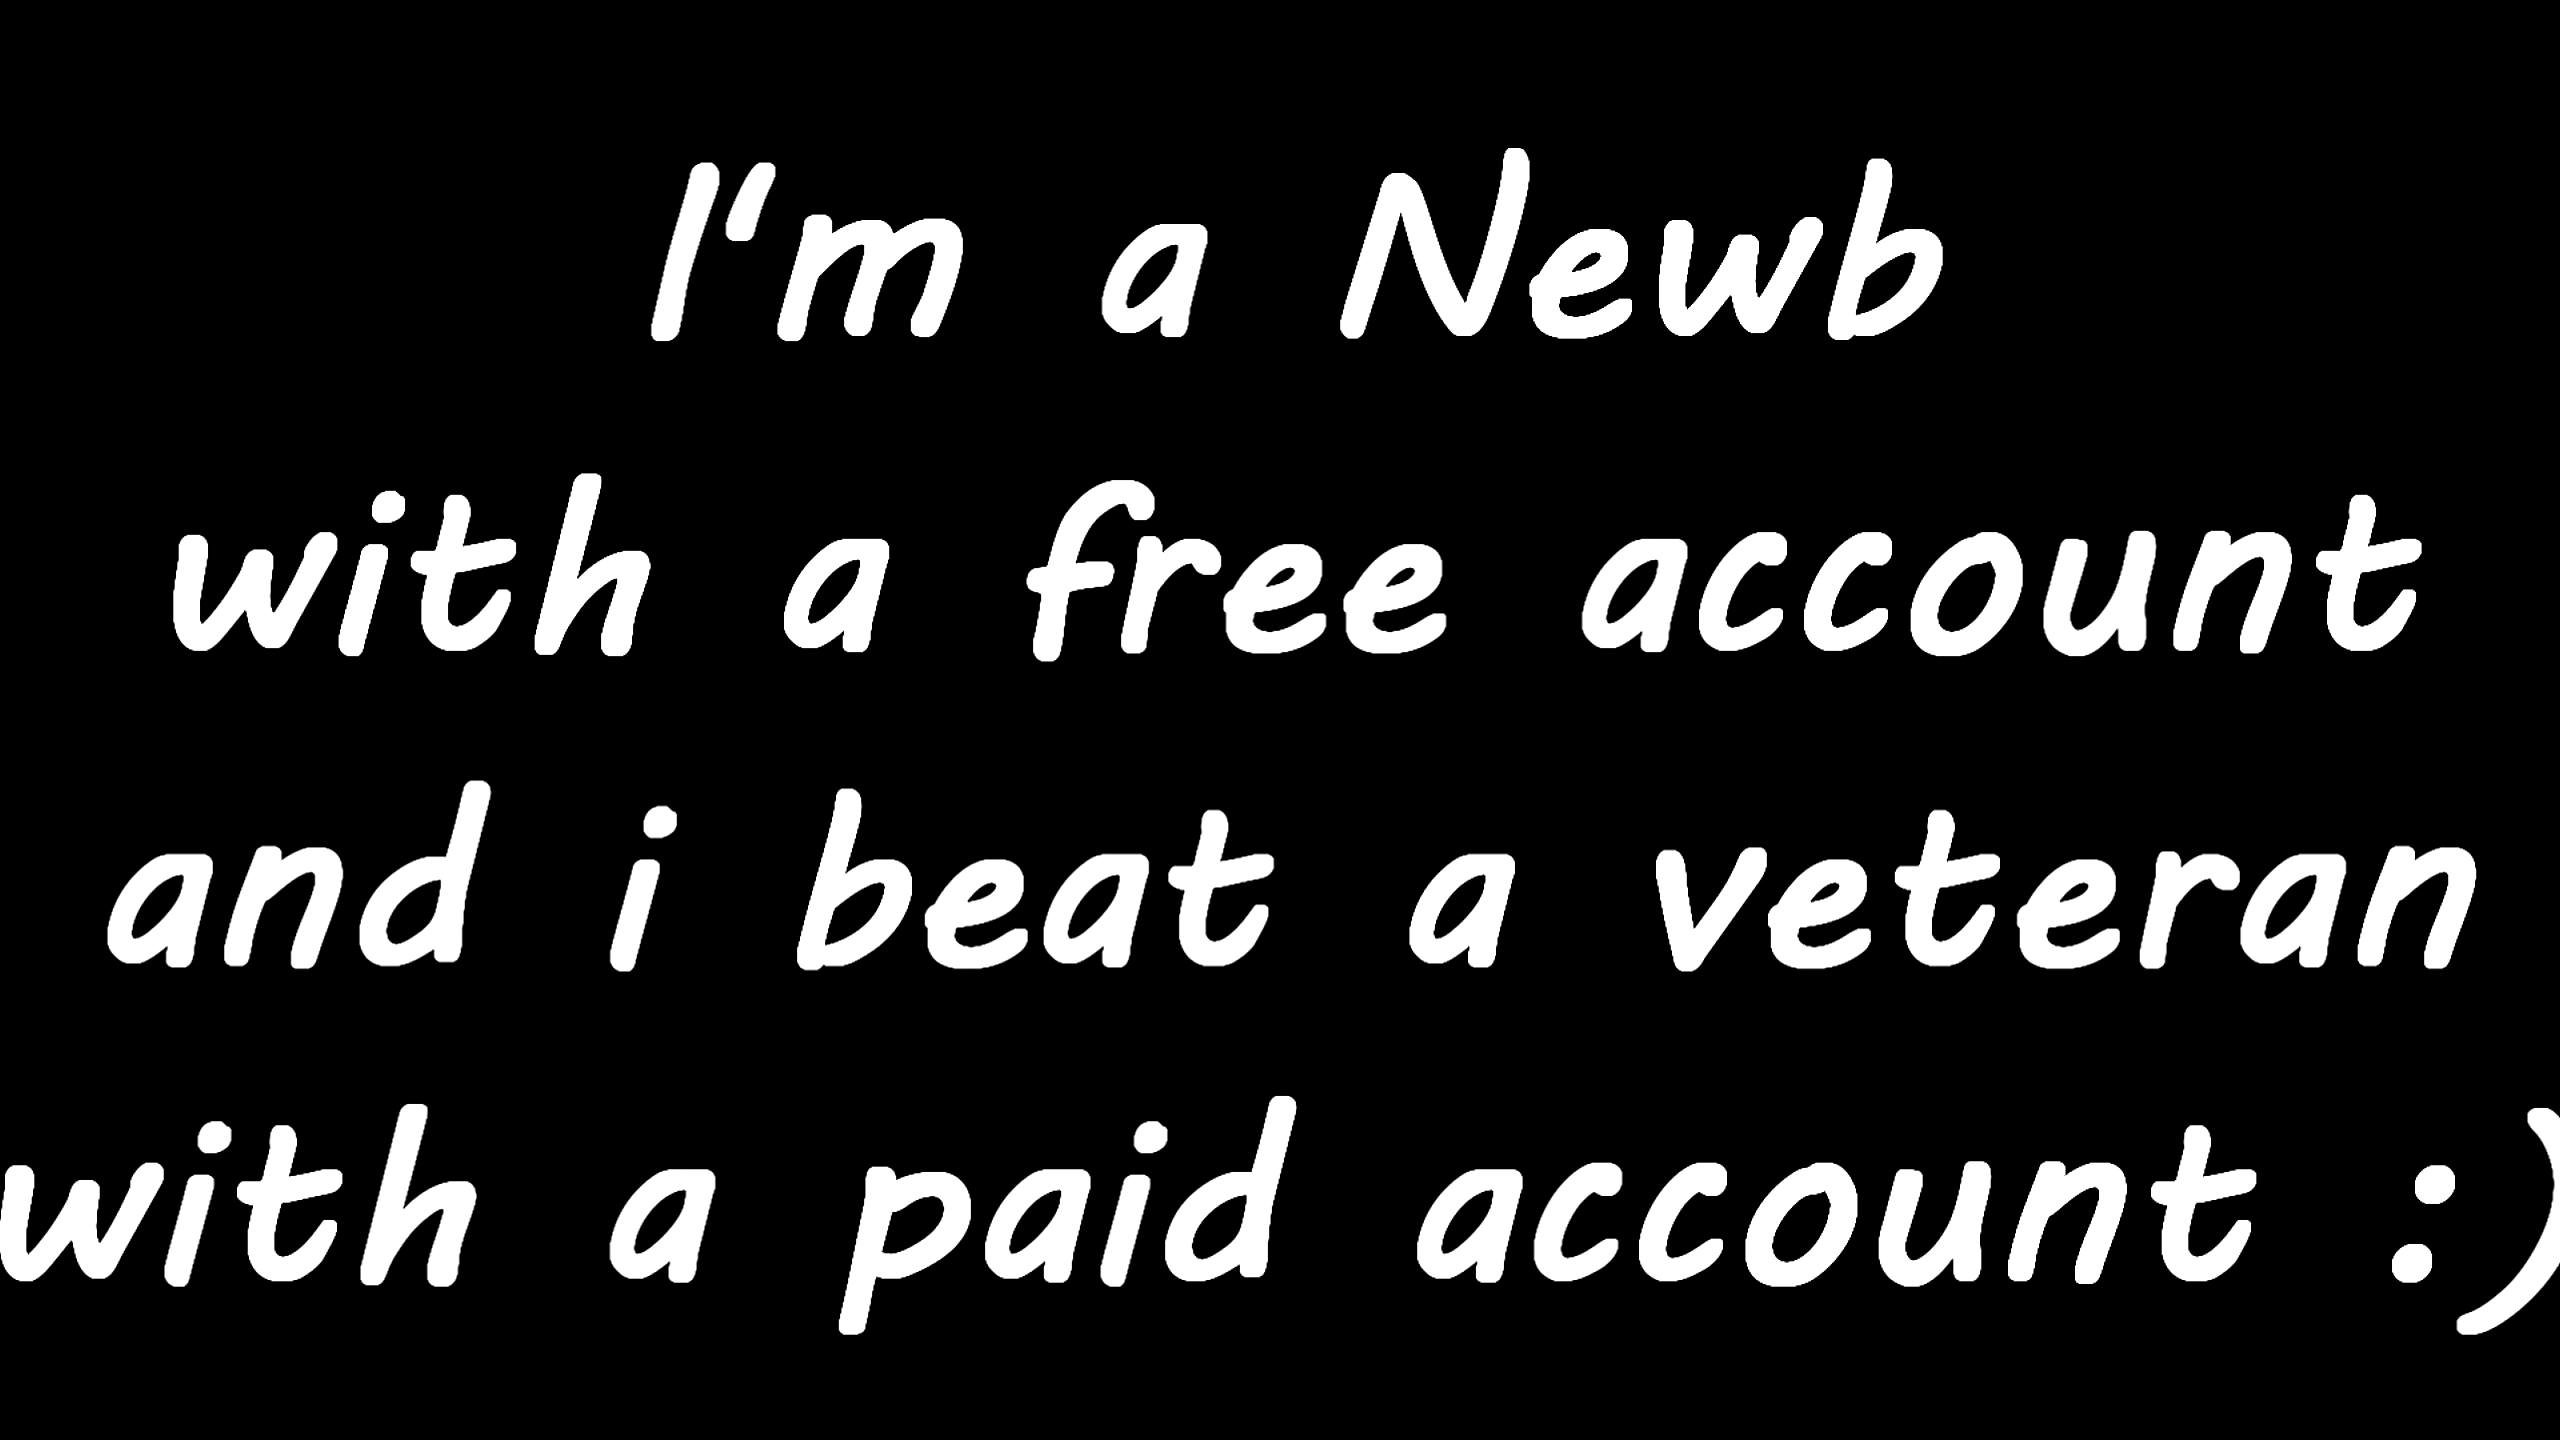 I'm a Newb
with a free account
and i beat a veteran
with a paid account :)